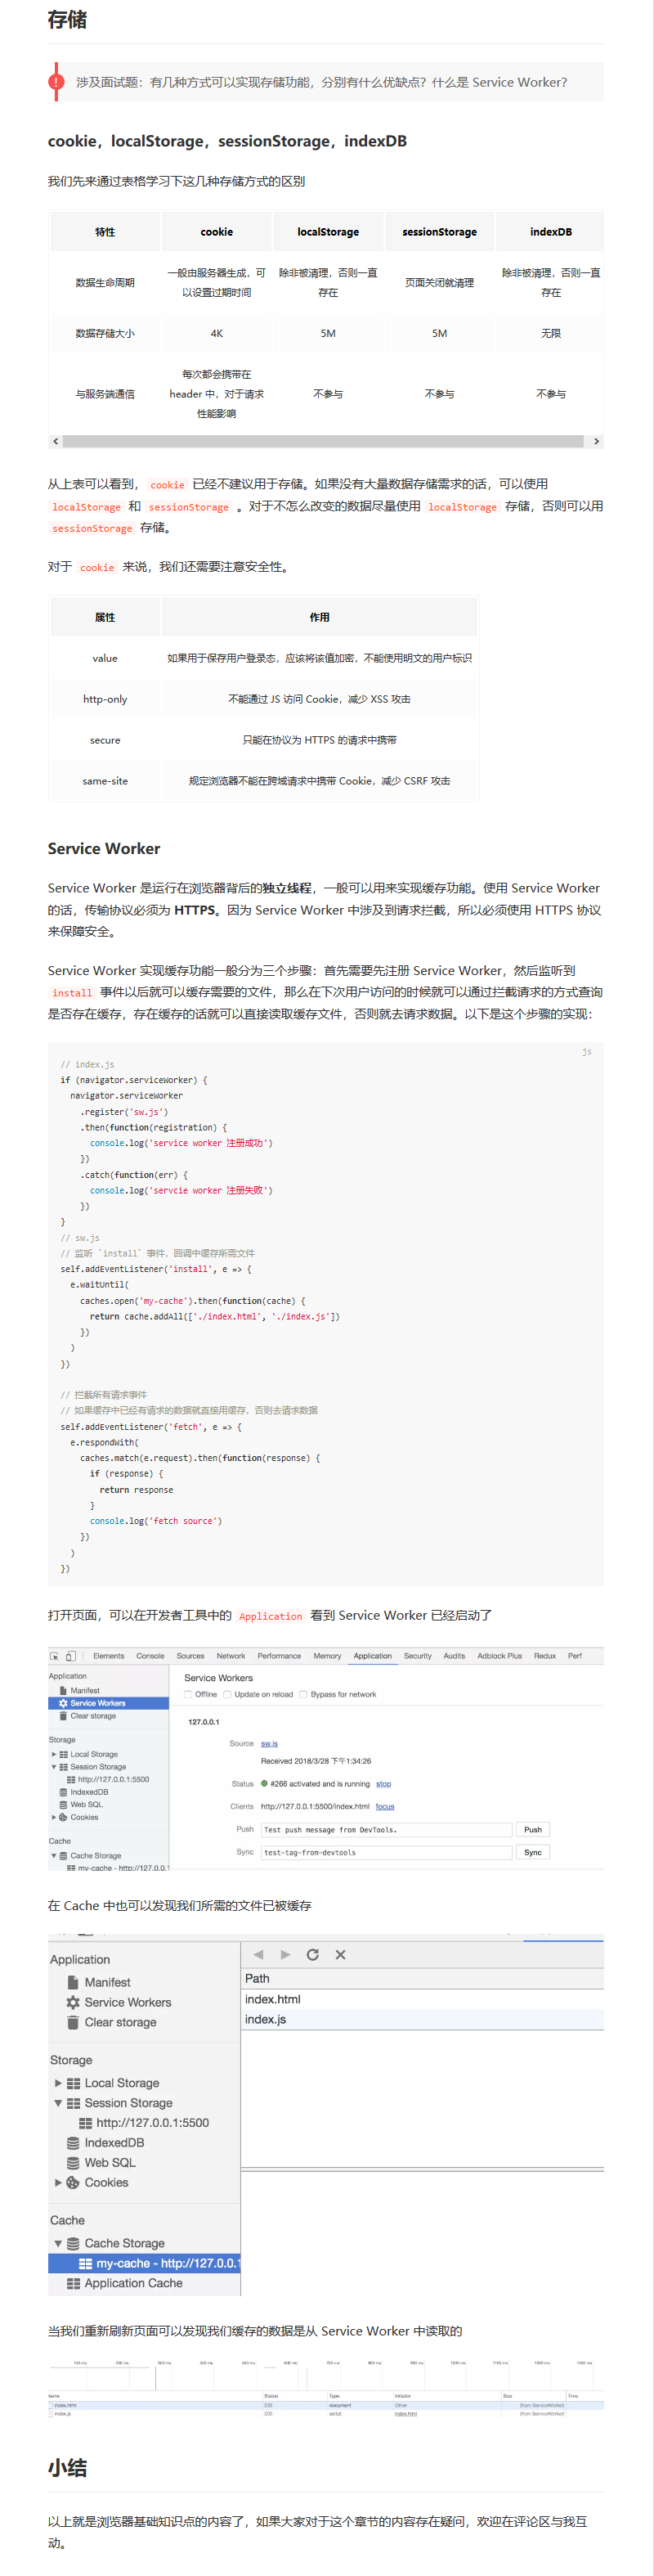 存储
涉及面试题：有几种方式可以实现存储功能，分别有什么优缺点？什么是 Service Worker？
cookie，localStorage，sessionStorage，indexDB
我们先来通过表格学习下这几种存储方式的区别
特性 cookie localStorage sessionStorage indexDB
数据生命周期 一般由服务器生成，可以设置过期时间 除非被清理，否则一直存在 页面关闭就清理 除非被清理，否则一直存在
数据存储大小 4K 5M 5M 无限
与服务端通信 每次都会携带在 header 中，对于请求性能影响 不参与 不参与 不参与
从上表可以看到， cookie 已经不建议用于存储。如果没有大量数据存储需求的话，可以使用
localStorage 和 sessionStorage 。对于不怎么改变的数据尽量使用 localStorage 存储，否则可以用
sessionStorage 存储。
对于 cookie 来说，我们还需要注意安全性。
属性 作用
value 如果用于保存用户登录态，应该将该值加密，不能使用明文的用户标识
http-only 不能通过 JS 访问 Cookie，减少 XSS 攻击
secure 只能在协议为 HTTPS 的请求中携带
same-site 规定浏览器不能在跨域请求中携带 Cookie，减少 CSRF 攻击
Service Worker
Service Worker 是运行在浏览器背后的独立线程，一般可以用来实现缓存功能。使用 Service Worker
的话，传输协议必须为 HTTPS。因为 Service Worker 中涉及到请求拦截，所以必须使用 HTTPS 协议
来保障安全。
Service Worker 实现缓存功能一般分为三个步骤：首先需要先注册 Service Worker，然后监听到
install 事件以后就可以缓存需要的文件，那么在下次用户访问的时候就可以通过拦截请求的方式查询
是否存在缓存，存在缓存的话就可以直接读取缓存文件，否则就去请求数据。以下是这个步骤的实现：
js
// index.js
if (navigator.serviceWorker) {
  navigator.serviceWorker
    .register('sw.js')
    .then(function(registration) {
      console.log('service worker 注册成功')
    })
    .catch(function(err) {
      console.log('servcie worker 注册失败')
    })
}
// sw.js
// 监听 `install` 事件，回调中缓存所需文件
self.addEventListener('install', e => {
  e.waitUntil(
    caches.open('my-cache').then(function(cache) {
      return cache.addAll(['./index.html', './index.js'])
    })
  )
})
// 拦截所有请求事件
// 如果缓存中已经有请求的数据就直接用缓存，否则去请求数据
self.addEventListener('fetch', e => {
  e.respondWith(
    caches.match(e.request).then(function(response) {
      if (response) {
        return response
      }
      console.log('fetch source')
    })
  )
})
打开页面，可以在开发者工具中的 Application 看到 Service Worker 已经启动了
Elements Console Sources Network Performance Memory Application Security Audits Adblock Plus Redux Perf
Application
Manifest
Service Workers
Clear storage
Storage
Local Storage
Session Storage
http://127.0.0.1:5500
IndexedDB
Web SQL
Cookies
Cache
Cache Storage
my-cache - http://127.0.0.1
Service Workers
Offline Update on reload Bypass for network
127.0.0.1
Source sw.js
Received 2018/3/28 下午1:34:26
Status #266 activated and is running stop
Clients http://127.0.0.1:5500/index.html focus
Push Test push message from DevTools. Push
Sync test-tag-from-devtools Sync
在 Cache 中也可以发现我们所需的文件已被缓存
Application
Manifest
Service Workers
Clear storage
Storage
Local Storage
Session Storage
http://127.0.0.1:5500
IndexedDB
Web SQL
Cookies
Cache
Cache Storage
my-cache - http://127.0.0.1
Application Cache
Path
index.html
index.js
当我们重新刷新页面可以发现我们缓存的数据是从 Service Worker 中读取的
Status Type Initiator Size Time
index.html 200 document Other (from ServiceWorker)
index.js 200 script index.html (from ServiceWorker)
小结
以上就是浏览器基础知识点的内容了，如果大家对于这个章节的内容存在疑问，欢迎在评论区与我互
动。